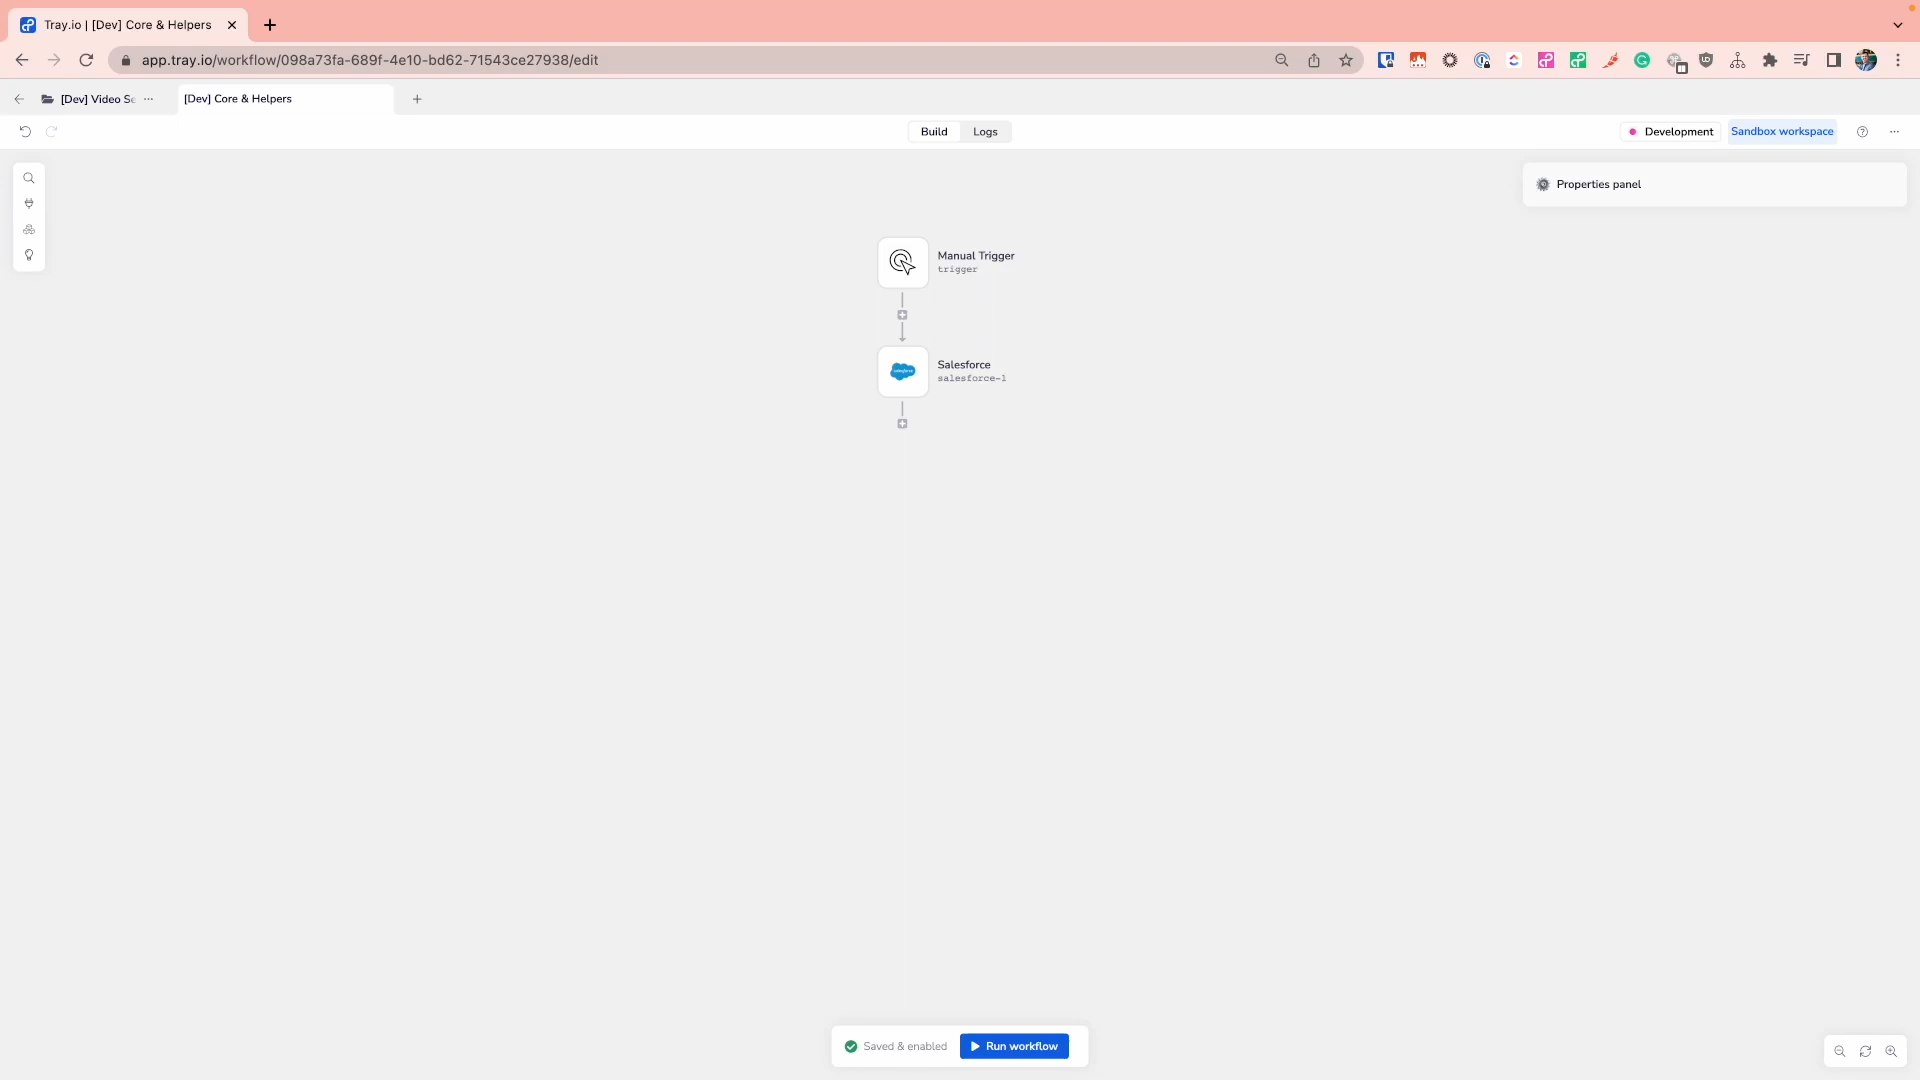 Tray.io | [Dev] Core & Helpers
app.tray.io/workflow/098a73fa-689f-4e10-bd62-71543ce27938/edit
[Dev] Video Se
[Dev] Core & Helpers
Build
Logs
Development
Sandbox workspace
Properties panel
Manual Trigger
trigger
Salesforce
salesforce-1
Saved & enabled
Run workflow